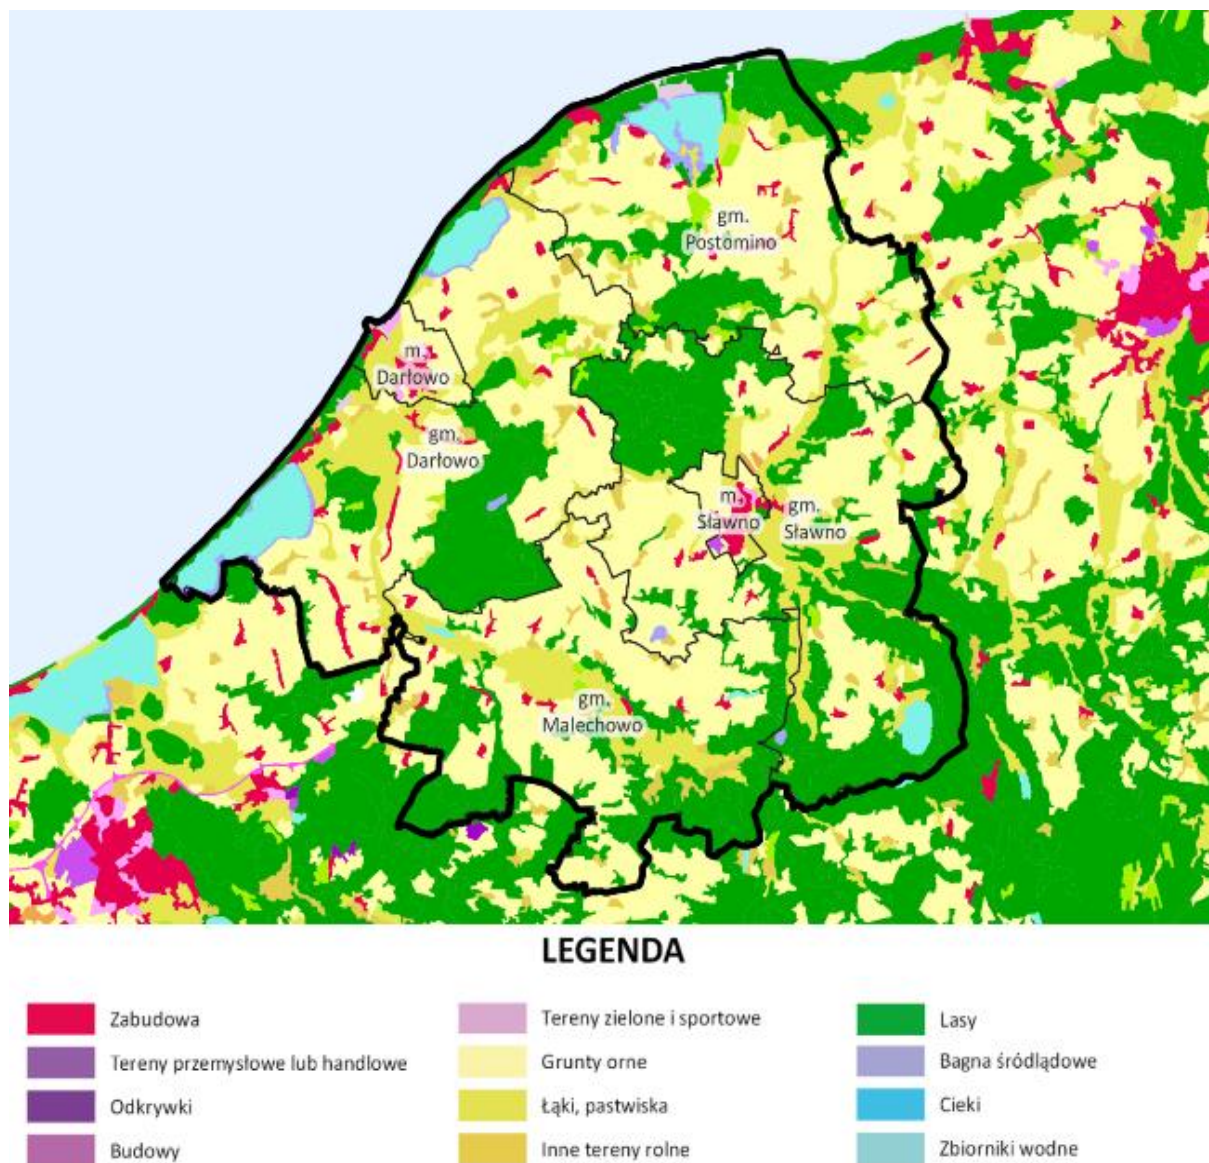 gm.
Postomino
m.
Darłowo
gm.
Darłowo
m.
Sławno
gm.
Sławno
gm.
Malechowo
LEGENDA
Zabudowa
Tereny przemysłowe lub handlowe
Odkrywki
Budowy
Tereny zielone i sportowe
Grunty orne
Łąki, pastwiska
Inne tereny rolne
Lasy
Bagna śródlądowe
Cieki
Zbiorniki wodne